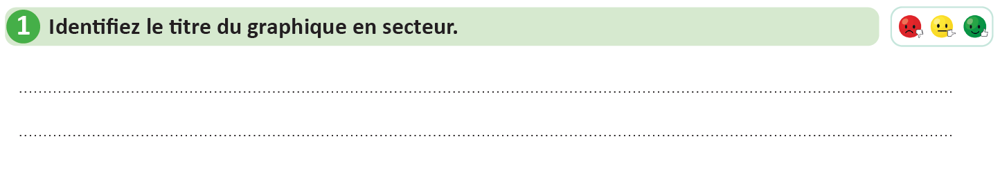 1 Identifiez le titre du graphique en secteur.